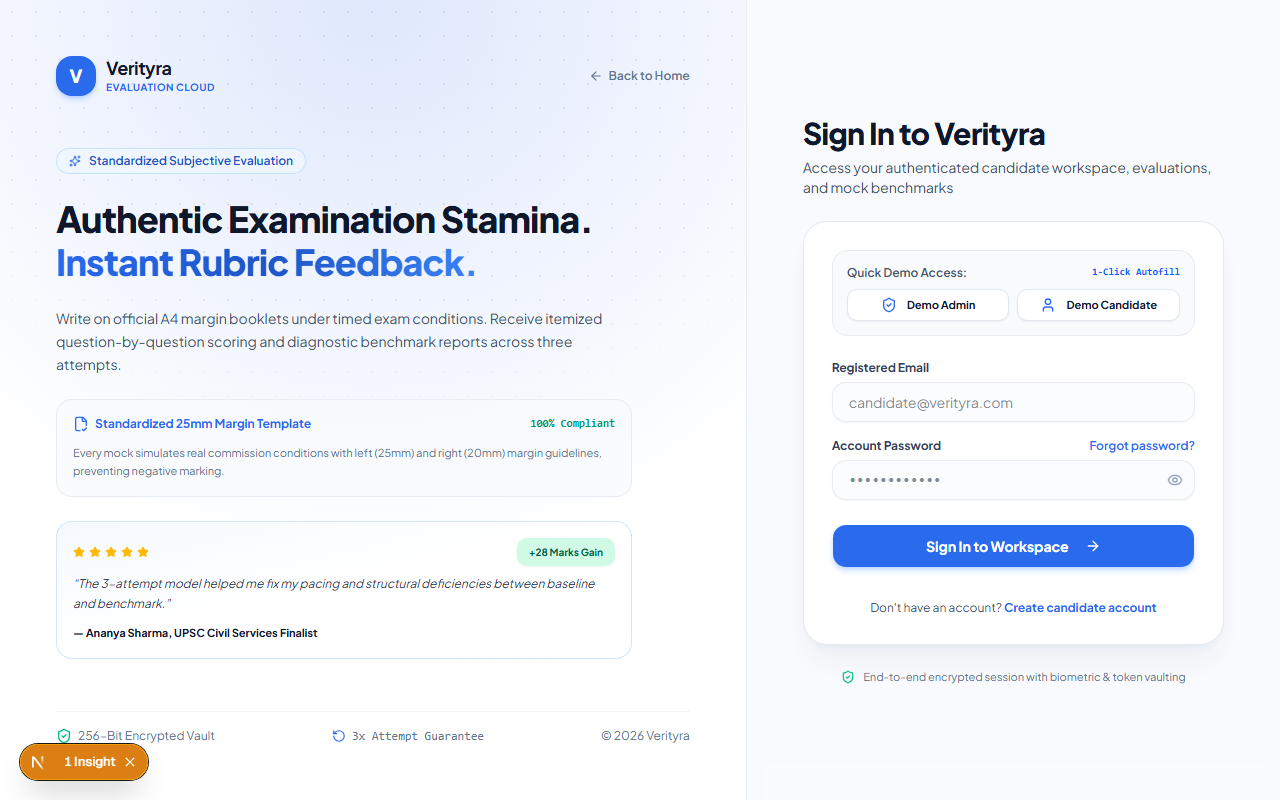 V
Verityra
EVALUATION CLOUD
← Back to Home
Standardized Subjective Evaluation
Authentic Examination Stamina.
Instant Rubric Feedback.
Write on official A4 margin booklets under timed exam conditions. Receive itemized
question-by-question scoring and diagnostic benchmark reports across three
attempts.
Standardized 25mm Margin Template
100% Compliant
Every mock simulates real commission conditions with left (25mm) and right (20mm) margin guidelines,
preventing negative marking.
+28 Marks Gain
"The 3-attempt model helped me fix my pacing and structural deficiencies between baseline
and benchmark."
— Ananya Sharma, UPSC Civil Services Finalist
256-Bit Encrypted Vault
3x Attempt Guarantee
© 2026 Verityra
N 1 Insight ×
Sign In to Verityra
Access your authenticated candidate workspace, evaluations,
and mock benchmarks
Quick Demo Access:
1-Click Autofill
Demo Admin
Demo Candidate
Registered Email
candidate@verityra.com
Account Password
Forgot password?
••••••••••••
Sign In to Workspace →
Don't have an account? Create candidate account
End-to-end encrypted session with biometric & token vaulting